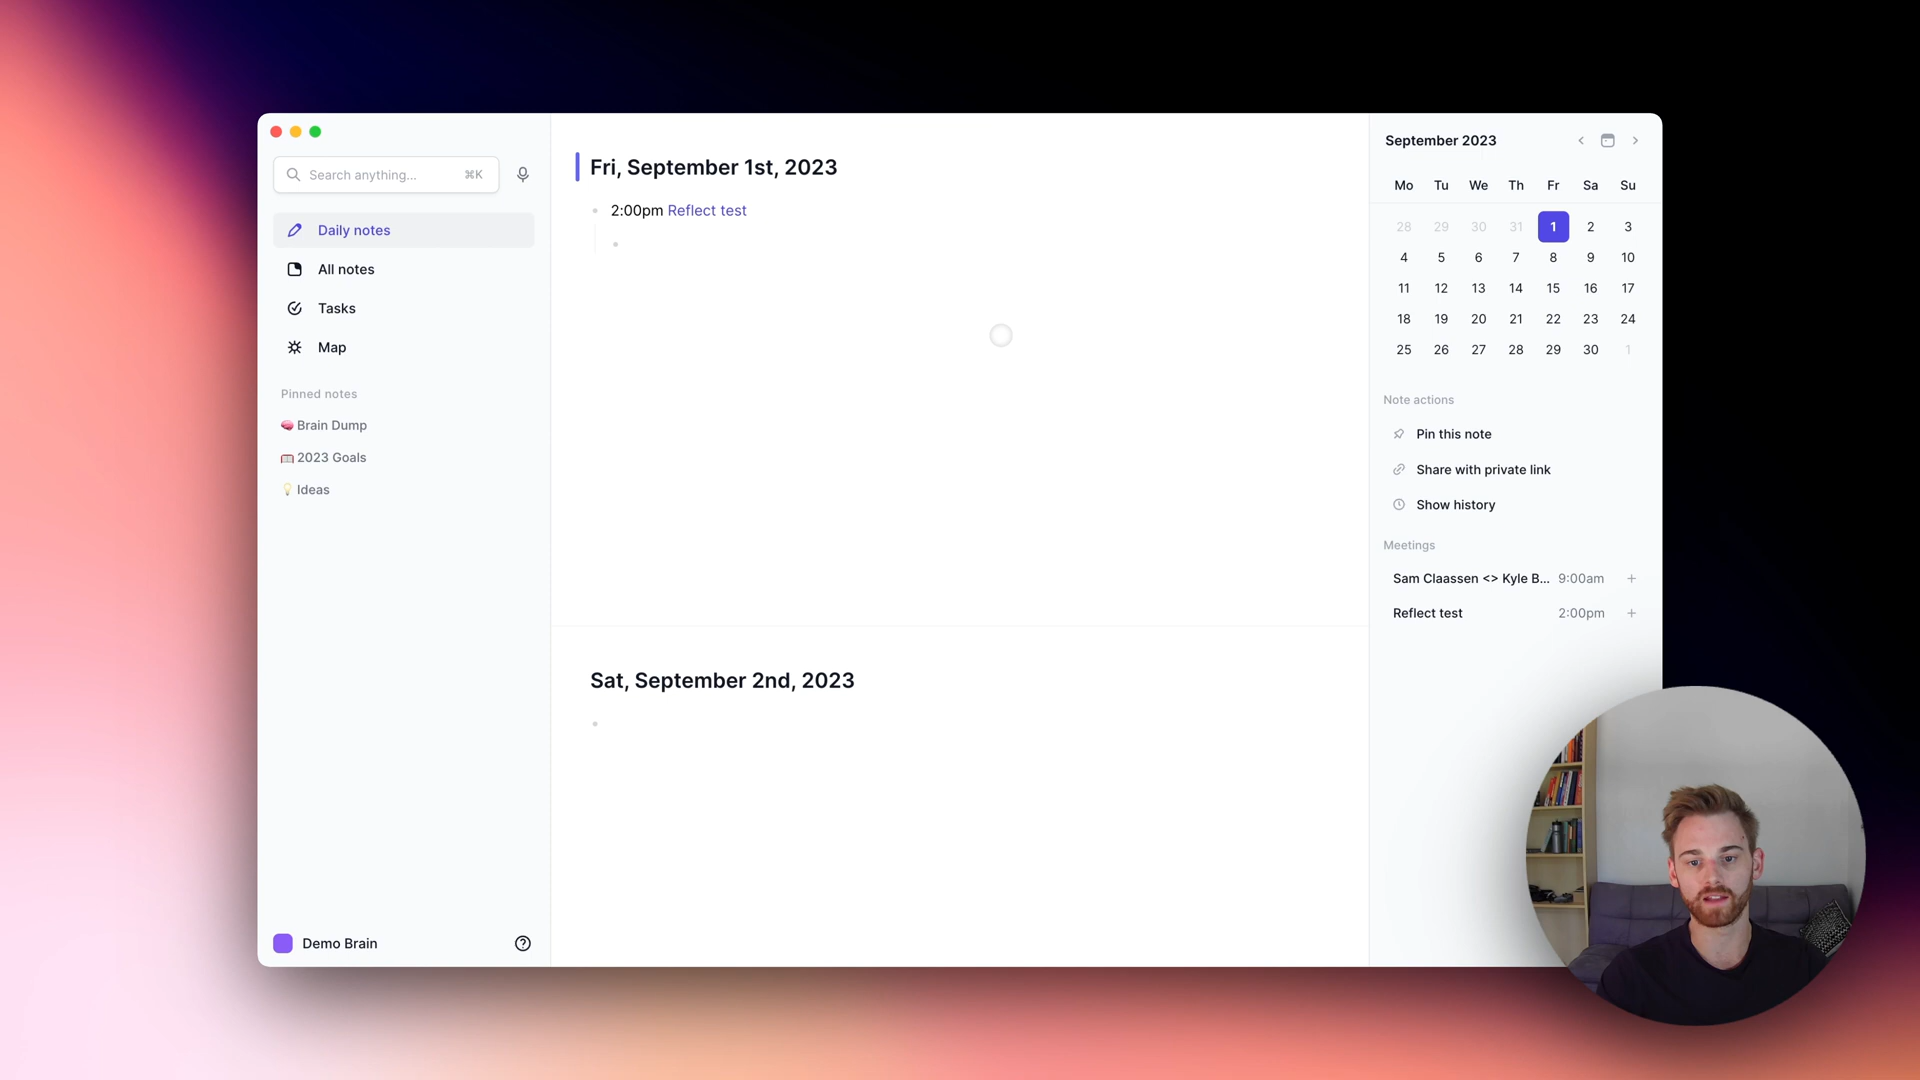 Search anything... ⌘K
Daily notes
All notes
Tasks
Map
Pinned notes
🧠 Brain Dump
📖 2023 Goals
💡 Ideas
Demo Brain
Fri, September 1st, 2023
2:00pm Reflect test
Sat, September 2nd, 2023
September 2023
Mo Tu We Th Fr Sa Su
28 29 30 31 1 2 3
4 5 6 7 8 9 10
11 12 13 14 15 16 17
18 19 20 21 22 23 24
25 26 27 28 29 30 1
Note actions
Pin this note
Share with private link
Show history
Meetings
Sam Claassen <> Kyle B... 9:00am +
Reflect test 2:00pm +